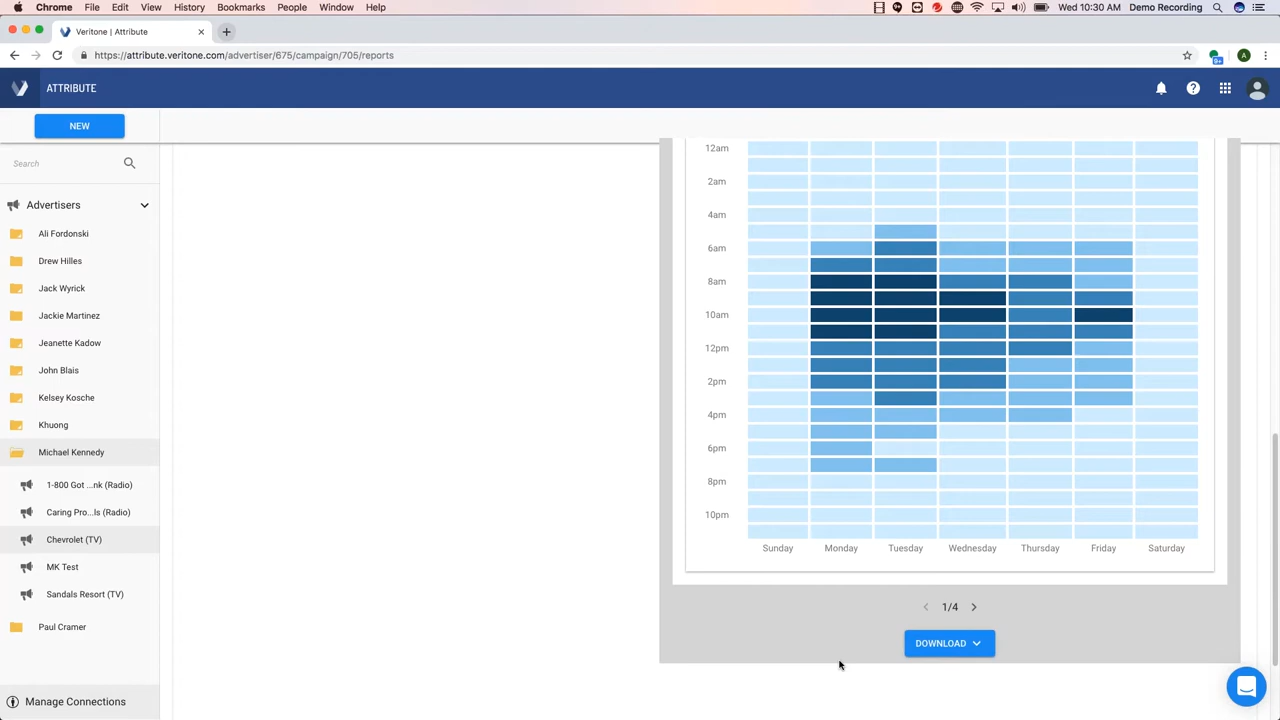 Chrome File Edit View History Bookmarks People Window Help Wed 10:30 AM Demo Recording
Veritone | Attribute
https://attribute.veritone.com/advertiser/675/campaign/705/reports
9+
A
ATTRIBUTE
NEW
Search
Advertisers
Ali Fordonski
Drew Hilles
Jack Wyrick
Jackie Martinez
Jeanette Kadow
John Blais
Kelsey Kosche
Khuong
Michael Kennedy
1-800 Got ...nk (Radio)
Caring Pro...ls (Radio)
Chevrolet (TV)
MK Test
Sandals Resort (TV)
Paul Cramer
Manage Connections
12am
2am
4am
6am
8am
10am
12pm
2pm
4pm
6pm
8pm
10pm
Sunday Monday Tuesday Wednesday Thursday Friday Saturday
1/4
DOWNLOAD